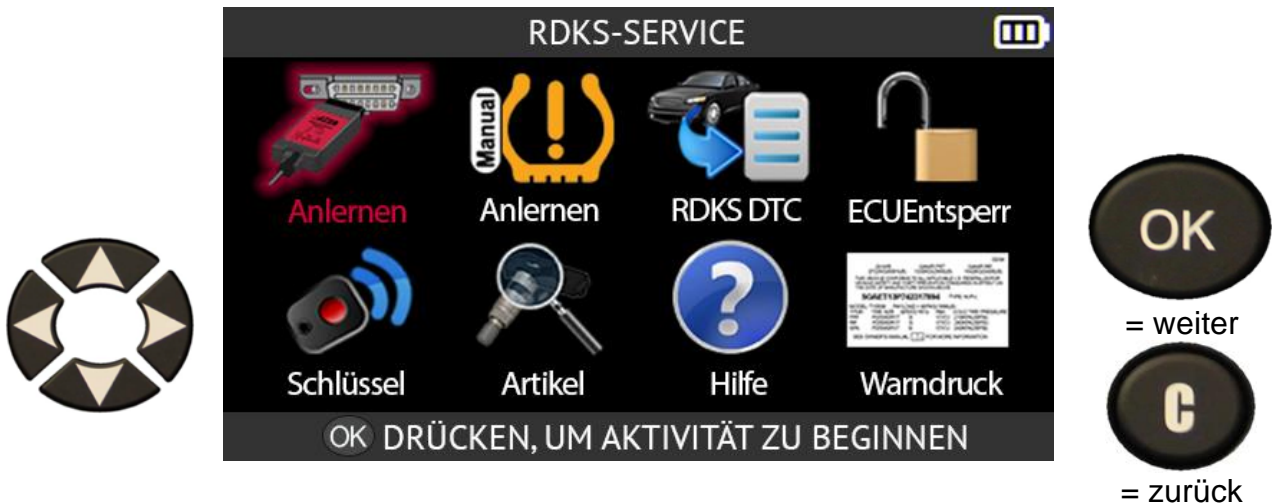 RDKS-SERVICE
Manual
Anlernen
Anlernen
RDKS DTC
ECUEntsperr
Schlüssel
Artikel
Hilfe
Warndruck
OK DRÜCKEN, UM AKTIVITÄT ZU BEGINNEN
OK
= weiter
C
= zurück